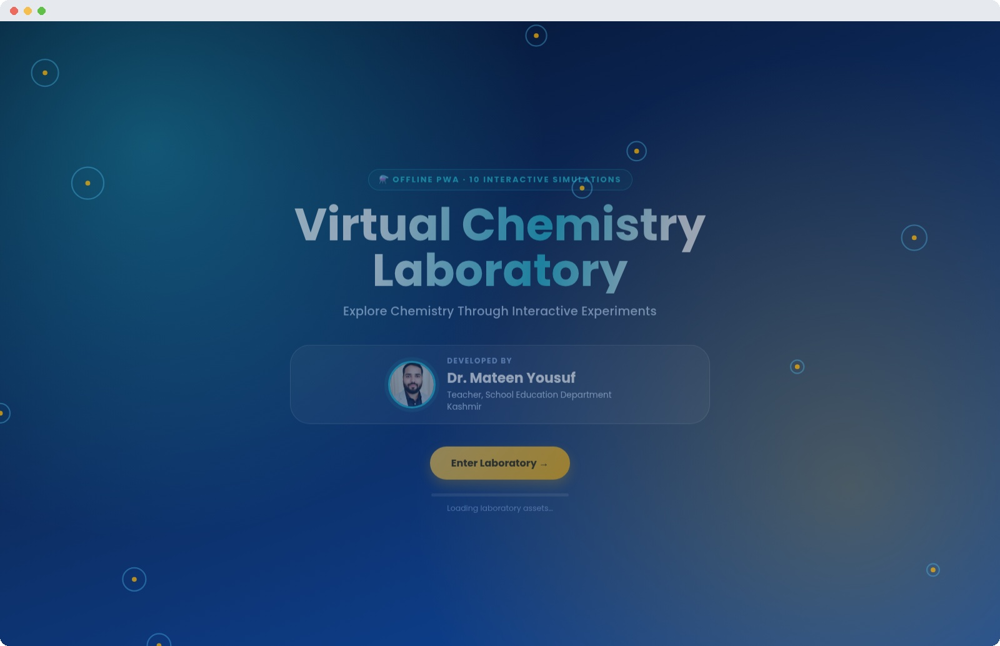 OFFLINE PWA · 10 INTERACTIVE SIMULATIONS
Virtual Chemistry
Laboratory
Explore Chemistry Through Interactive Experiments
DEVELOPED BY
Dr. Mateen Yousuf
Teacher, School Education Department
Kashmir
Enter Laboratory →
Loading laboratory assets…